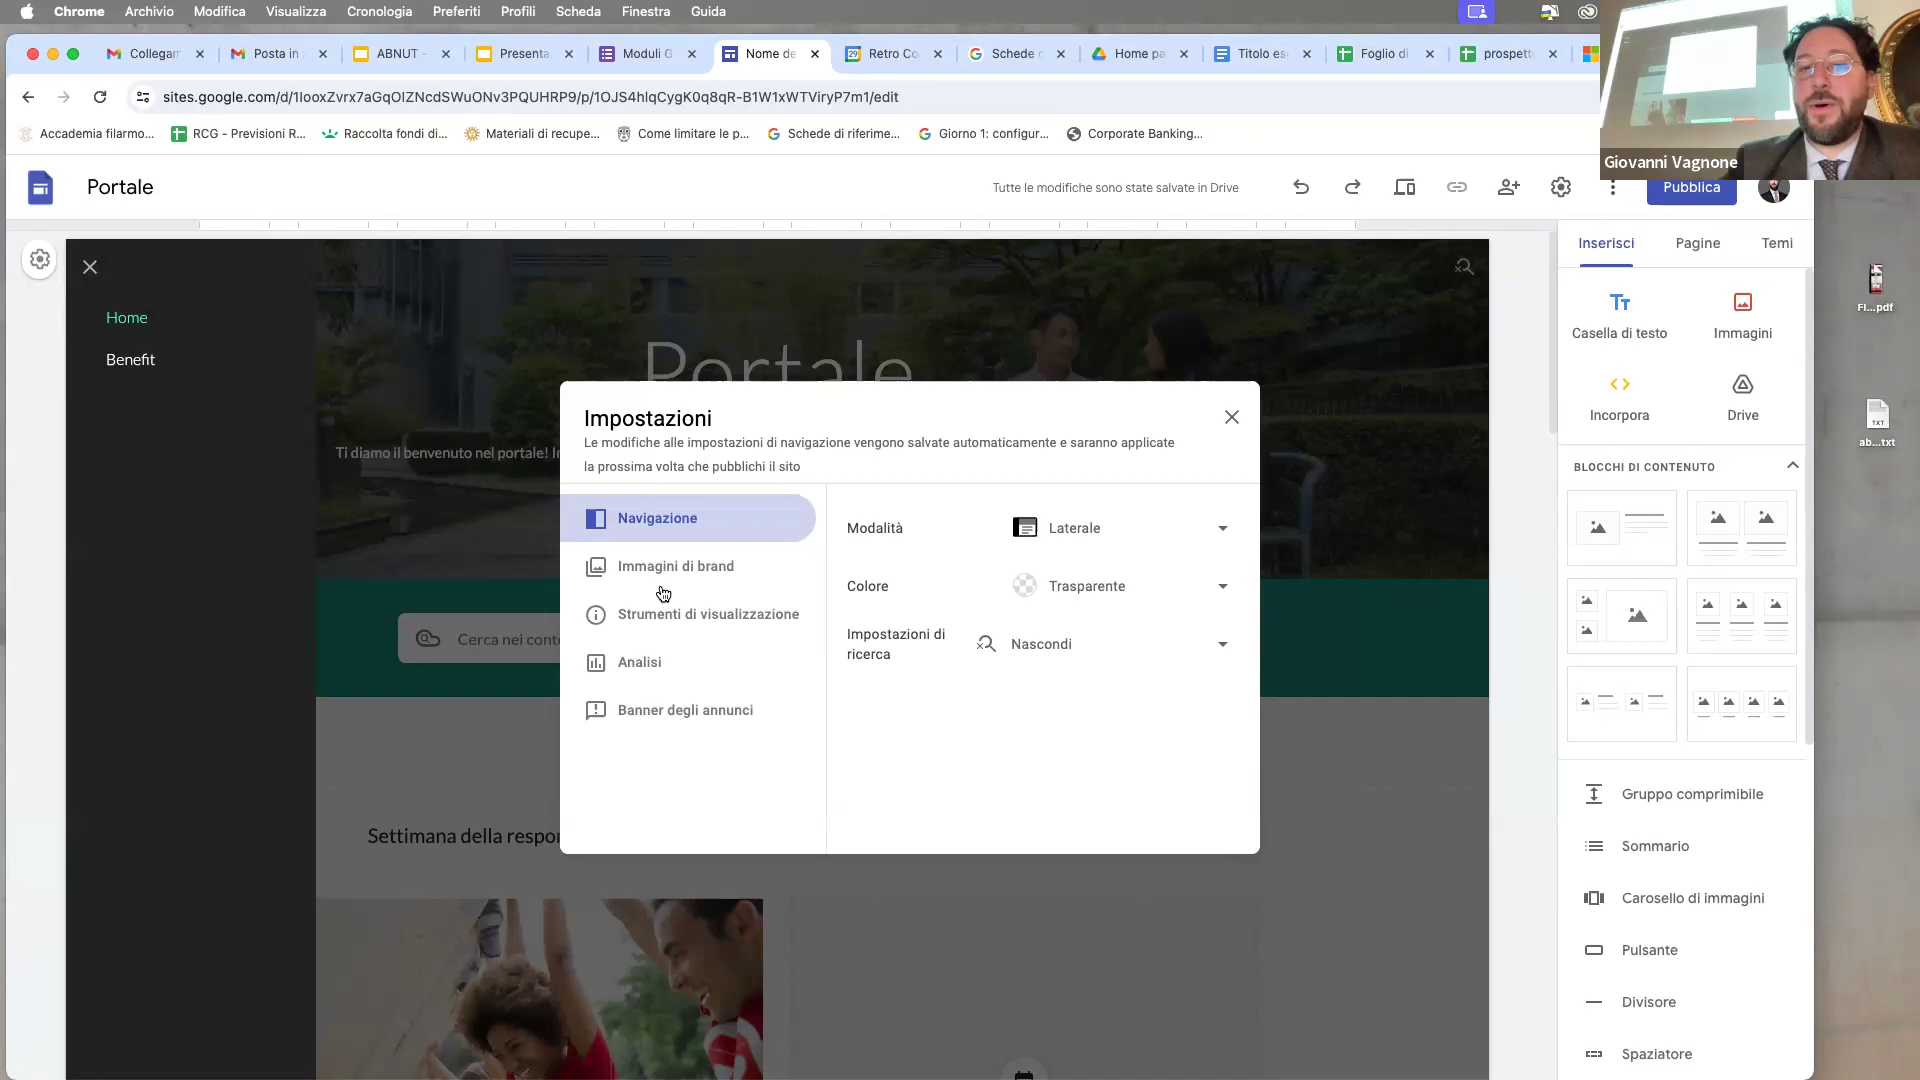 Chrome Archivio Modifica Visualizza Cronologia Preferiti Profili Scheda Finestra Guida
Collegam Posta in ABNUT - Presenta Moduli G Nome de Retro Co Schede Home pa Titolo es Foglio di prospett
sites.google.com/d/1IooxZvrx7aGqOIZNcdSWuONv3PQUHRP9/p/1OJS4hlqCygK0q8qR-B1W1xWTViryP7m1/edit
Accademia filarmo... RCG - Previsioni R... Raccolta fondi di... Materiali di recupe... Come limitare le p... Schede di riferime... Giorno 1: configur... Corporate Banking...
Giovanni Vagnone
Portale
Tutte le modifiche sono state salvate in Drive
Pubblica
Inserisci Pagine Temi
Home
Benefit
Portale
Ti diamo il benvenuto nel portale!
Cerca nei conte
Settimana della respon
Impostazioni
Le modifiche alle impostazioni di navigazione vengono salvate automaticamente e saranno applicate
la prossima volta che pubblichi il sito
Navigazione
Immagini di brand
Strumenti di visualizzazione
Analisi
Banner degli annunci
Modalità Laterale
Colore Trasparente
Impostazioni di
ricerca
Nascondi
Casella di testo Immagini
Incorpora Drive
BLOCCHI DI CONTENUTO
Gruppo comprimibile
Sommario
Carosello di immagini
Pulsante
Divisore
Spaziatore
FI...pdf
TXT
ab...txt